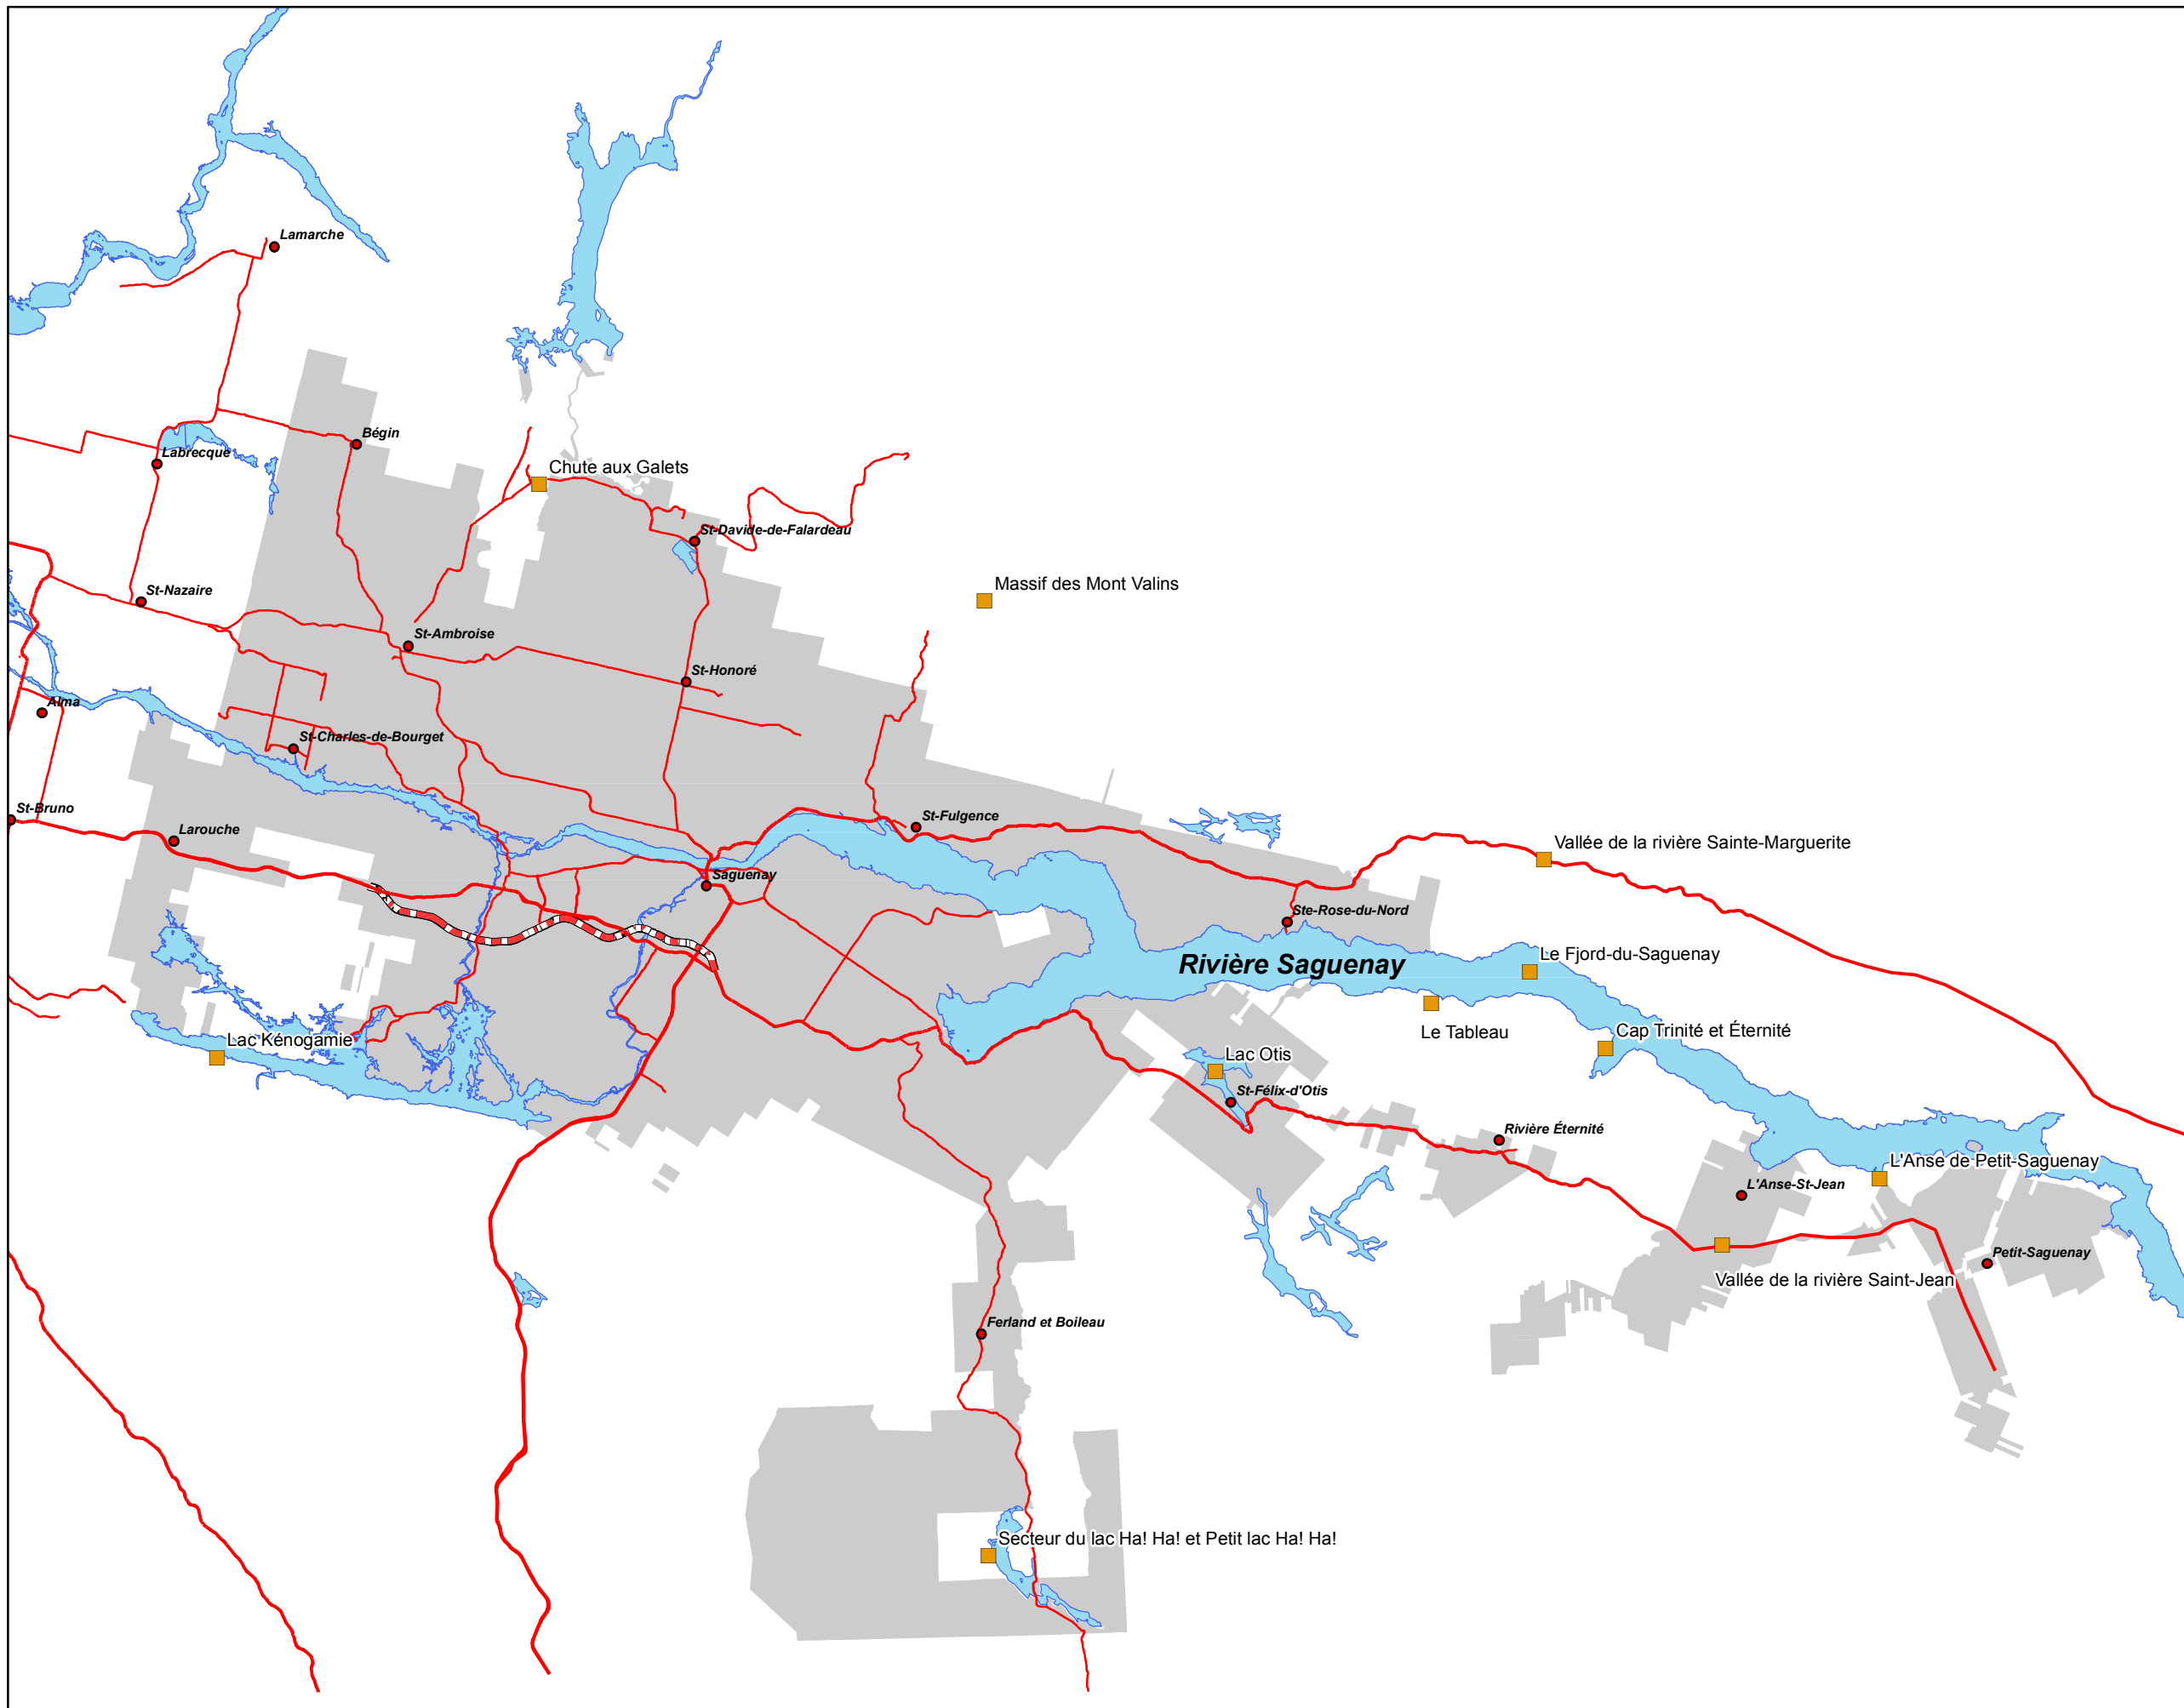 Lamarche
Bégin
Labrecque
Chute aux Galets
St-Davide-de-Falardeau
Massif des Mont Valins
St-Nazaire
St-Ambroise
St-Honoré
Alma
St-Charles-de-Bourget
St-Bruno
Larouche
St-Fulgence
Vallée de la rivière Sainte-Marguerite
Saguenay
Ste-Rose-du-Nord
Rivière Saguenay
Le Fjord-du-Saguenay
Le Tableau
Cap Trinité et Éternité
Lac Kénogamie
Lac Otis
St-Félix-d'Otis
Rivière Éternité
L'Anse de Petit-Saguenay
L'Anse-St-Jean
Petit-Saguenay
Vallée de la rivière Saint-Jean
Ferland et Boileau
Secteur du lac Ha! Ha! et Petit lac Ha! Ha!